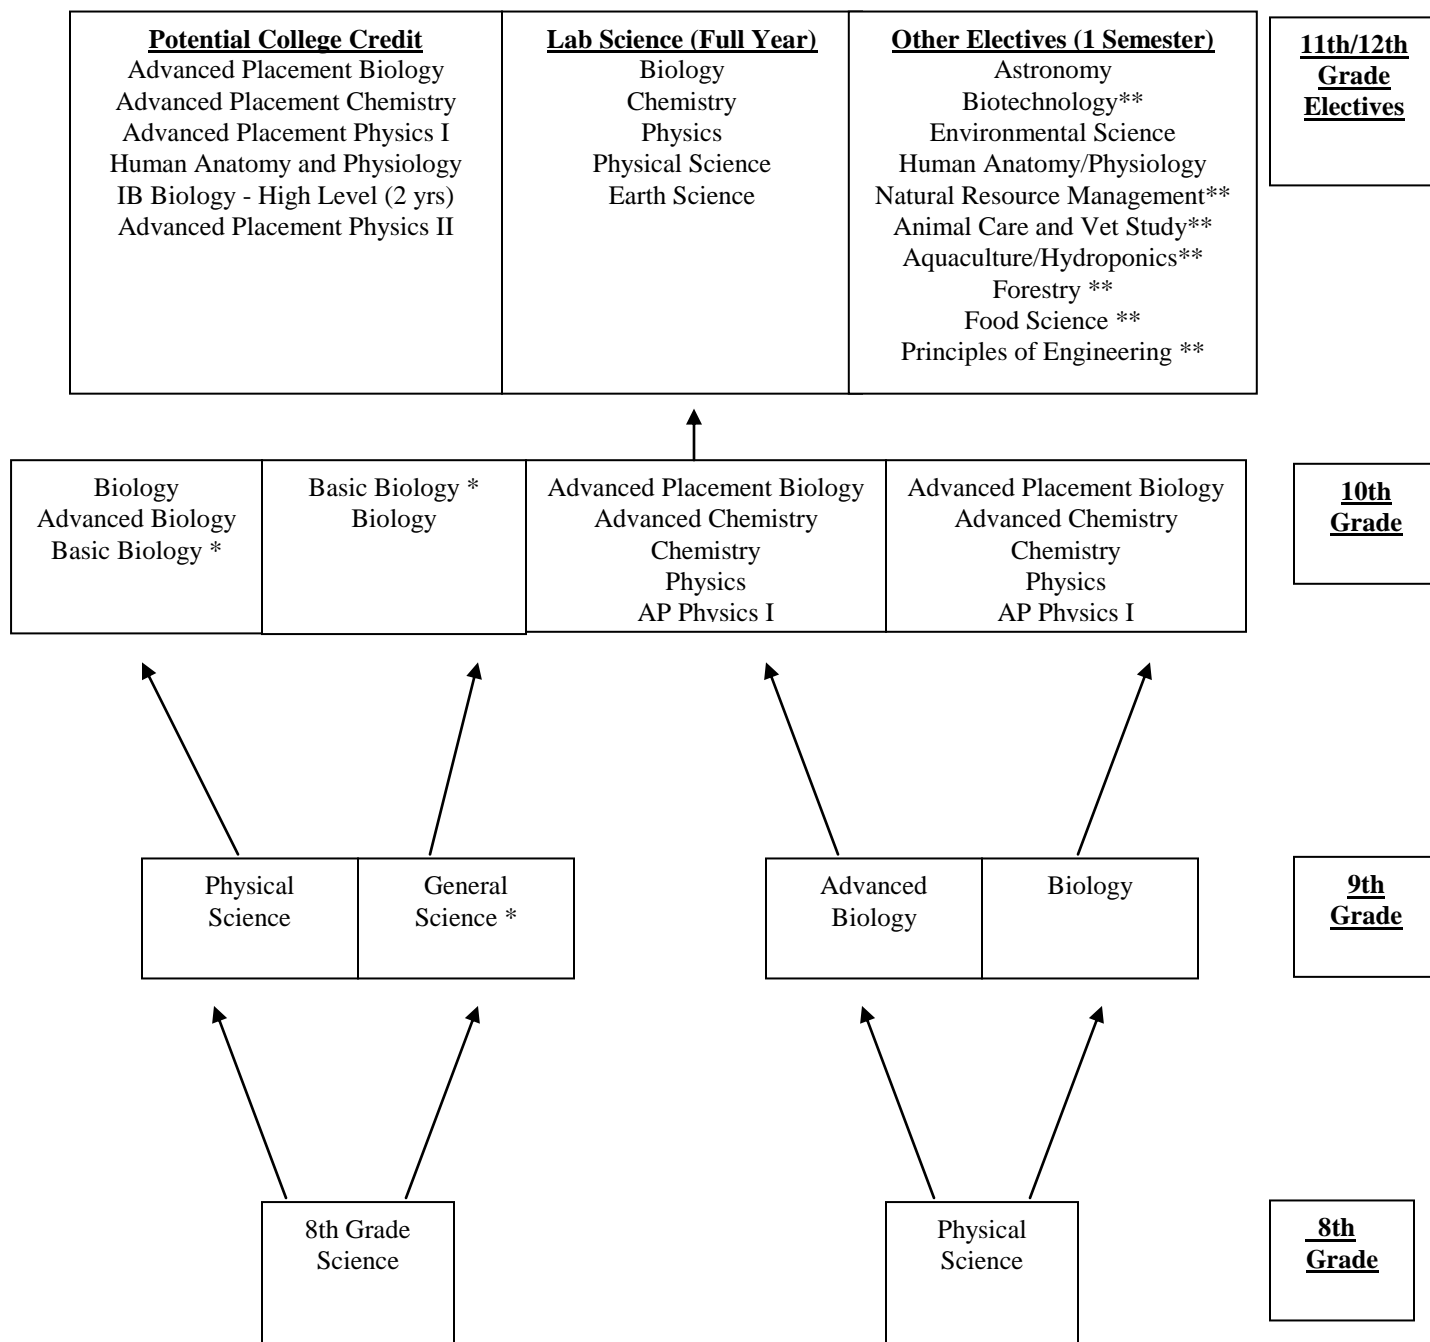 Potential College Credit
Advanced Placement Biology
Advanced Placement Chemistry
Advanced Placement Physics I
Human Anatomy and Physiology
IB Biology - High Level (2 yrs)
Advanced Placement Physics II
Lab Science (Full Year)
Biology
Chemistry
Physics
Physical Science
Earth Science
Other Electives (1 Semester)
Astronomy
Biotechnology**
Environmental Science
Human Anatomy/Physiology
Natural Resource Management**
Animal Care and Vet Study**
Aquaculture/Hydroponics**
Forestry **
Food Science **
Principles of Engineering **
11th/12th
Grade
Electives
Biology
Advanced Biology
Basic Biology *
Basic Biology *
Biology
Advanced Placement Biology
Advanced Chemistry
Chemistry
Physics
AP Physics I
Advanced Placement Biology
Advanced Chemistry
Chemistry
Physics
AP Physics I
10th
Grade
Physical
Science
General
Science *
Advanced
Biology
Biology
9th
Grade
8th Grade
Science
Physical
Science
8th
Grade